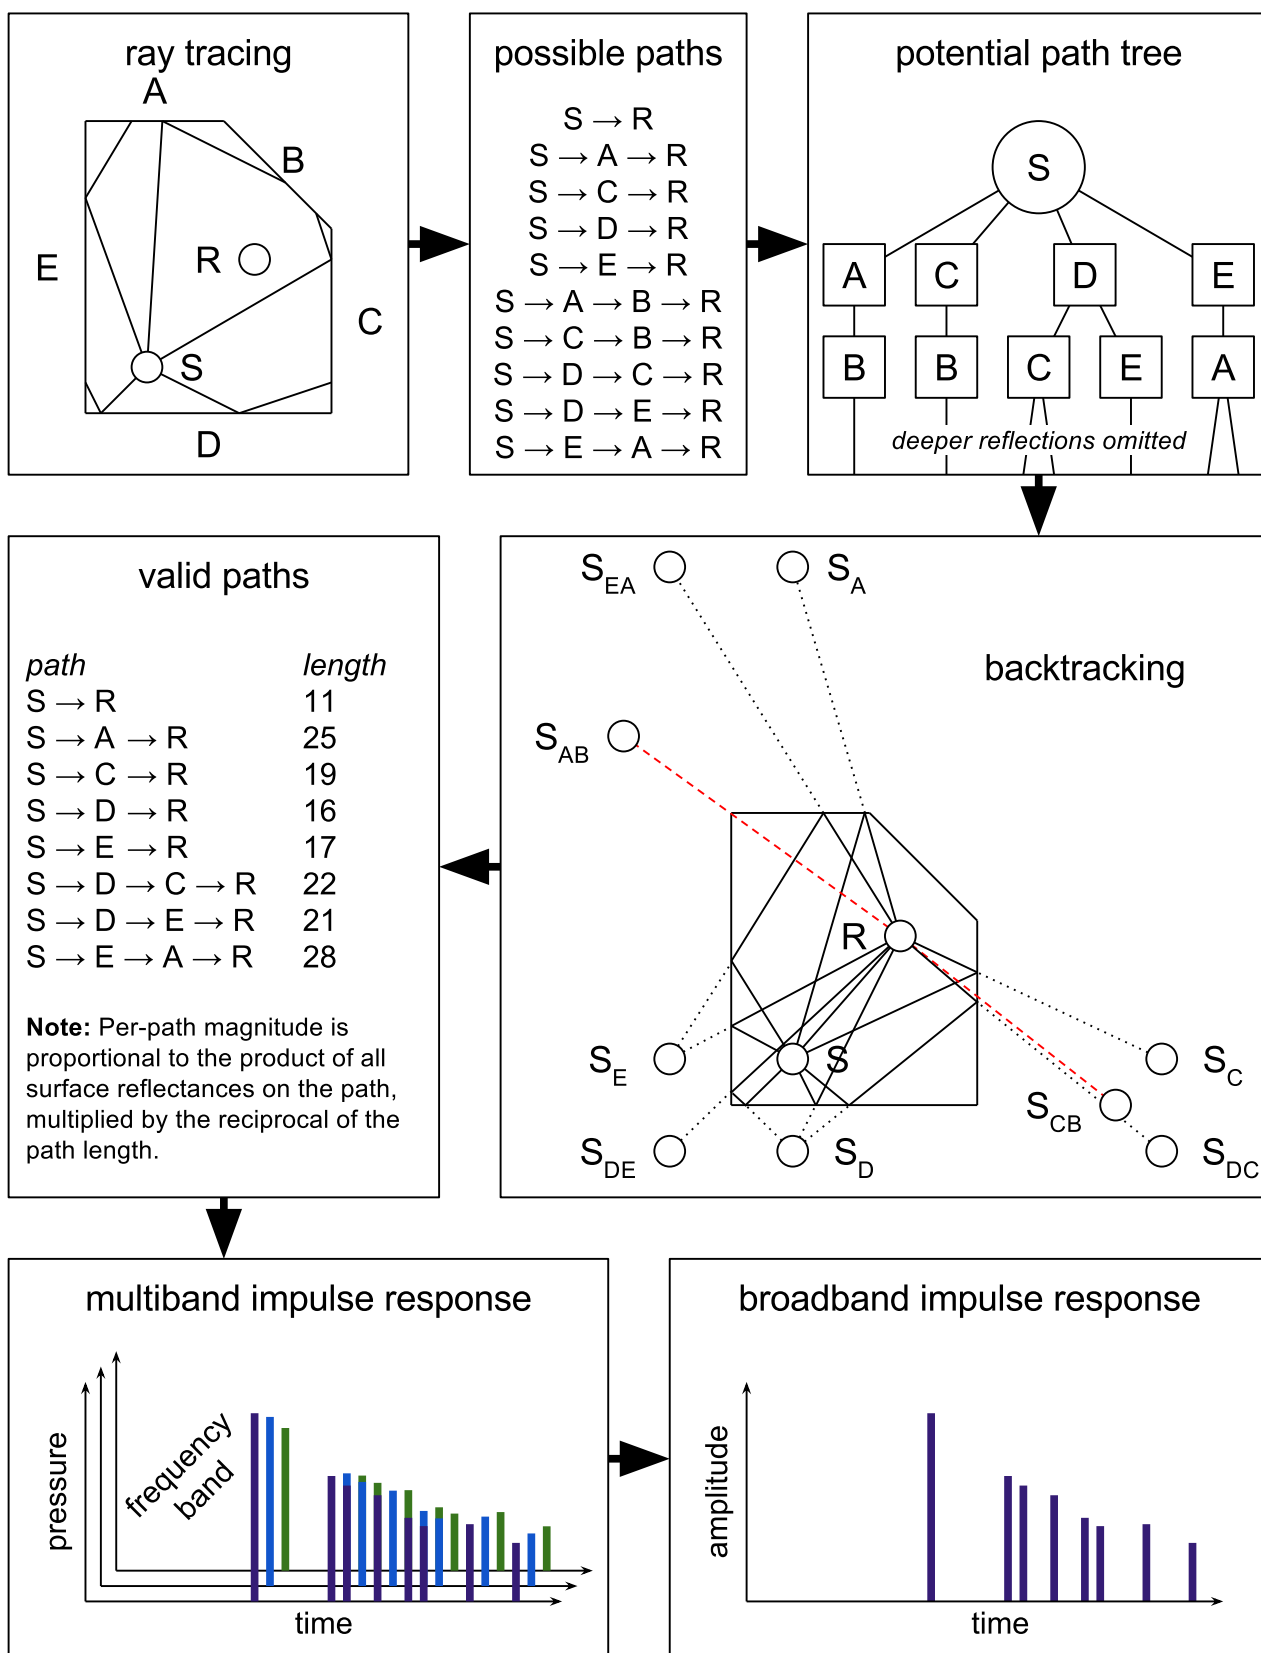 ray tracing
A
B
R
E
C
S
D
possible paths
S → R
S → A → R
S → C → R
S → D → R
S → E → R
S → A → B → R
S → C → B → R
S → D → C → R
S → D → E → R
S → E → A → R
potential path tree
S
A C D E
B B C E A
deeper reflections omitted
backtracking
S_EA
S_A
S_AB
R
S_E
S
S_C
S_CB
S_DE
S_D
S_DC
valid paths
path length
S → R 11
S → A → R 25
S → C → R 19
S → D → R 16
S → E → R 17
S → D → C → R 22
S → D → E → R 21
S → E → A → R 28
Note: Per-path magnitude is
proportional to the product of all
surface reflectances on the path,
multiplied by the reciprocal of the
path length.
multiband impulse response
pressure
frequency
band
time
broadband impulse response
amplitude
time